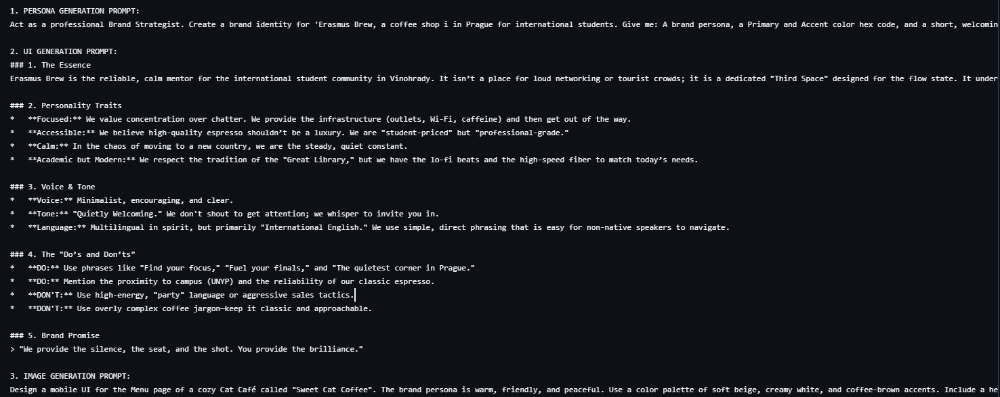 1. PERSONA GENERATION PROMPT:
Act as a professional Brand Strategist. Create a brand identity for 'Erasmus Brew, a coffee shop i in Prague for international students. Give me: A brand persona, a Primary and Accent color hex code, and a short, welcomin
2. UI GENERATION PROMPT:
### 1. The Essence
Erasmus Brew is the reliable, calm mentor for the international student community in Vinohrady. It isn’t a place for loud networking or tourist crowds; it is a dedicated "Third Space" designed for the flow state. It under
### 2. Personality Traits
*   **Focused:** We value concentration over chatter. We provide the infrastructure (outlets, Wi-Fi, caffeine) and then get out of the way.
*   **Accessible:** We believe high-quality espresso shouldn’t be a luxury. We are "student-priced" but "professional-grade."
*   **Calm:** In the chaos of moving to a new country, we are the steady, quiet constant.
*   **Academic but Modern:** We respect the tradition of the "Great Library," but we have the lo-fi beats and the high-speed fiber to match today’s needs.
### 3. Voice & Tone
*   **Voice:** Minimalist, encouraging, and clear.
*   **Tone:** "Quietly Welcoming." We don't shout to get attention; we whisper to invite you in.
*   **Language:** Multilingual in spirit, but primarily "International English." We use simple, direct phrasing that is easy for non-native speakers to navigate.
### 4. The "Do’s and Don’ts"
*   **DO:** Use phrases like "Find your focus," "Fuel your finals," and "The quietest corner in Prague."
*   **DO:** Mention the proximity to campus (UNYP) and the reliability of our classic espresso.
*   **DON'T:** Use high-energy, "party" language or aggressive sales tactics.
*   **DON'T:** Use overly complex coffee jargon—keep it classic and approachable.
### 5. Brand Promise
> "We provide the silence, the seat, and the shot. You provide the brilliance."
3. IMAGE GENERATION PROMPT:
Design a mobile UI for the Menu page of a cozy Cat Café called "Sweet Cat Coffee". The brand persona is warm, friendly, and peaceful. Use a color palette of soft beige, creamy white, and coffee-brown accents. Include a he